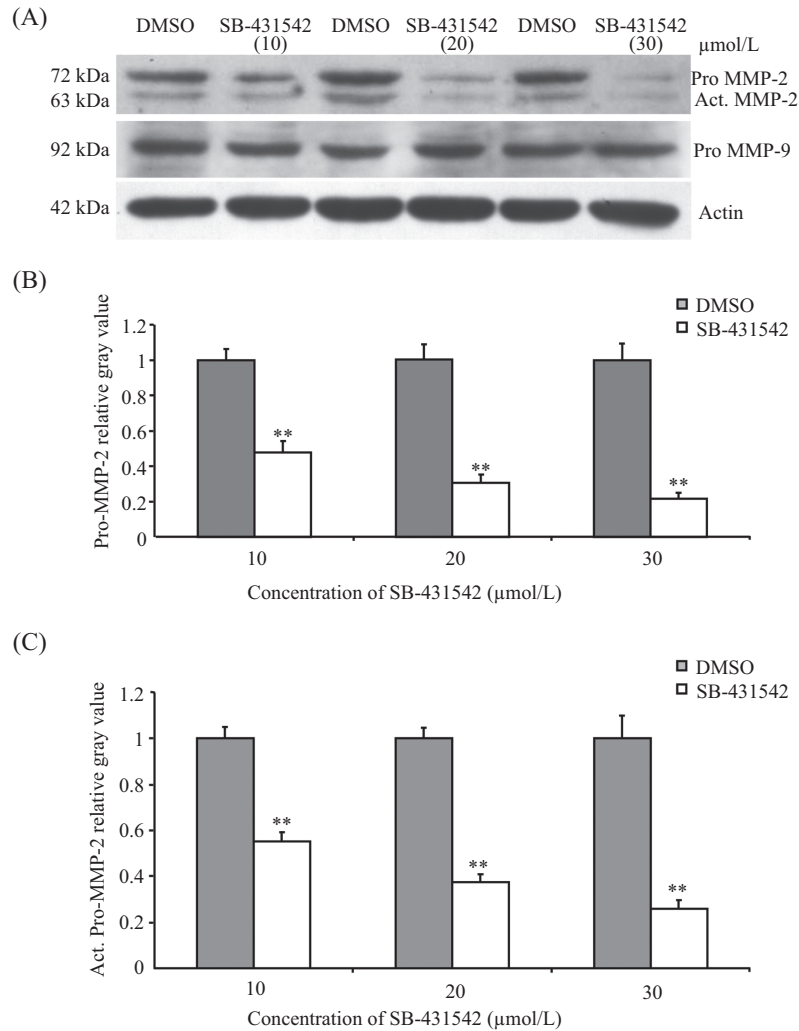 (A)
DMSO SB-431542 DMSO SB-431542 DMSO SB-431542
(10) (20) (30) µmol/L
72 kDa Pro MMP-2
63 kDa Act. MMP-2
92 kDa Pro MMP-9
42 kDa Actin
(B)
DMSO
SB-431542
Pro-MMP-2 relative gray value
1.2
1
0.8
0.6
0.4
0.2
0
** ** **
10 20 30
Concentration of SB-431542 (µmol/L)
(C)
DMSO
SB-431542
Act. Pro-MMP-2 relative gray value
1.2
1
0.8
0.6
0.4
0.2
0
** ** **
10 20 30
Concentration of SB-431542 (µmol/L)